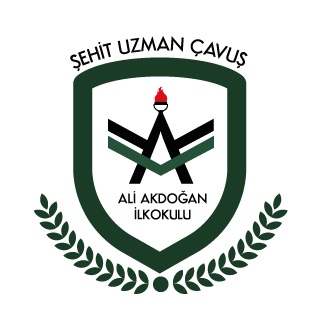 ŞEHİT UZMAN ÇAVUŞ
ALİ AKDOĞAN
İLKOKULU